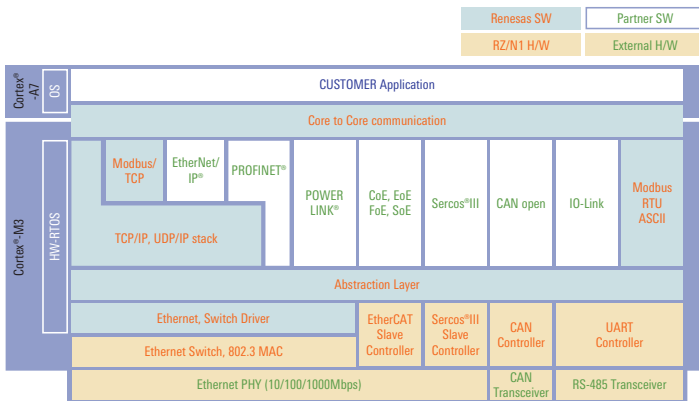 Renesas SW
Partner SW
RZ/N1 H/W
External H/W
Cortex®
-A7
OS
CUSTOMER Application
Core to Core communication
Cortex®-M3
HW-RTOS
Modbus/
TCP
EtherNet/
IP®
PROFINET®
POWER
LINK®
CoE, EoE
FoE, SoE
Sercos®III
CAN open
IO-Link
Modbus
RTU
ASCII
TCP/IP, UDP/IP stack
Abstraction Layer
Ethernet, Switch Driver
EtherCAT
Slave
Controller
Sercos®III
Slave
Controller
CAN
Controller
UART
Controller
Ethernet Switch, 802.3 MAC
Ethernet PHY (10/100/1000Mbps)
CAN
Transceiver
RS-485 Transceiver